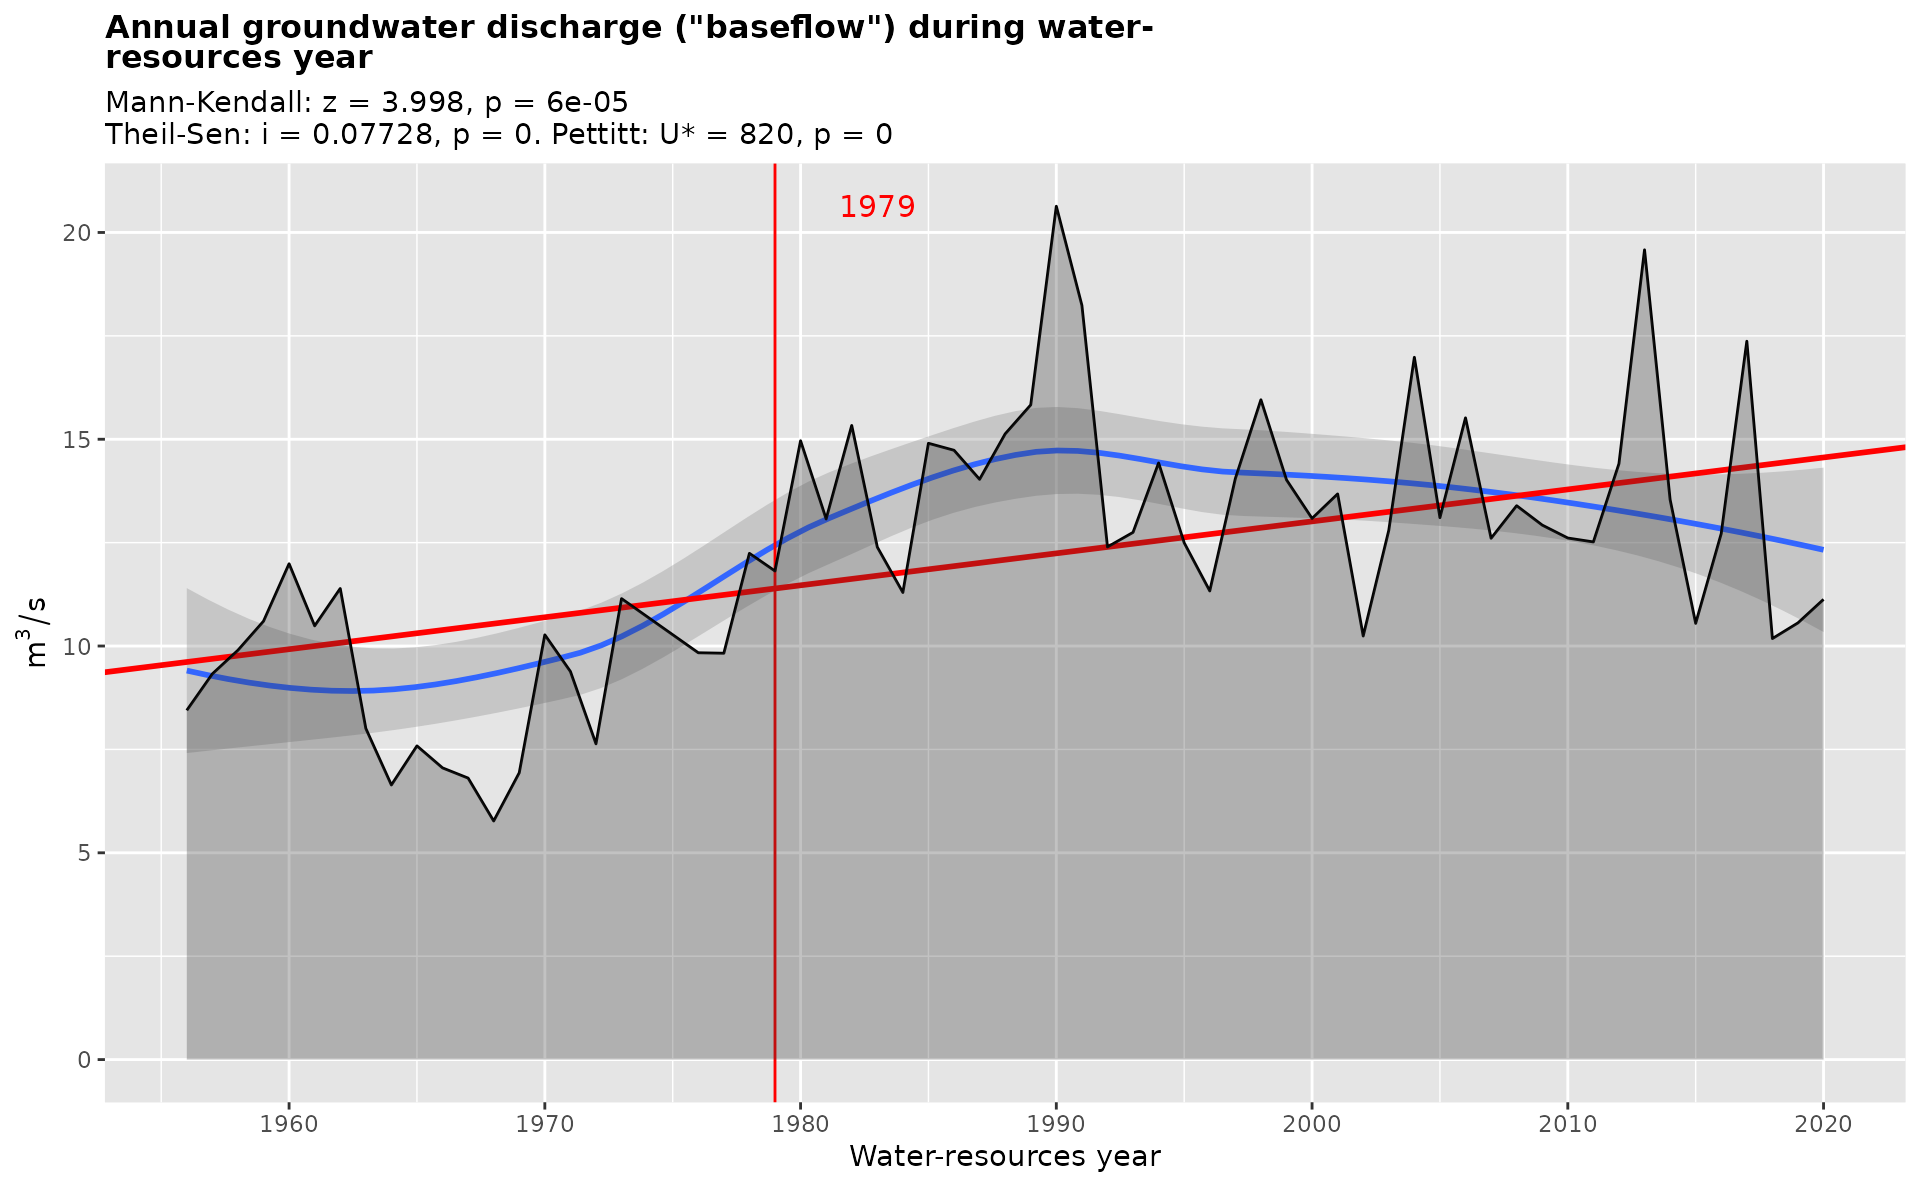 Annual groundwater discharge ("baseflow") during water-
resources year
Mann-Kendall: z = 3.998, p = 6e-05
Theil-Sen: i = 0.07728, p = 0. Pettitt: U* = 820, p = 0
1979
20
15
10
5
0
m³/s
1960 1970 1980 1990 2000 2010 2020
Water-resources year